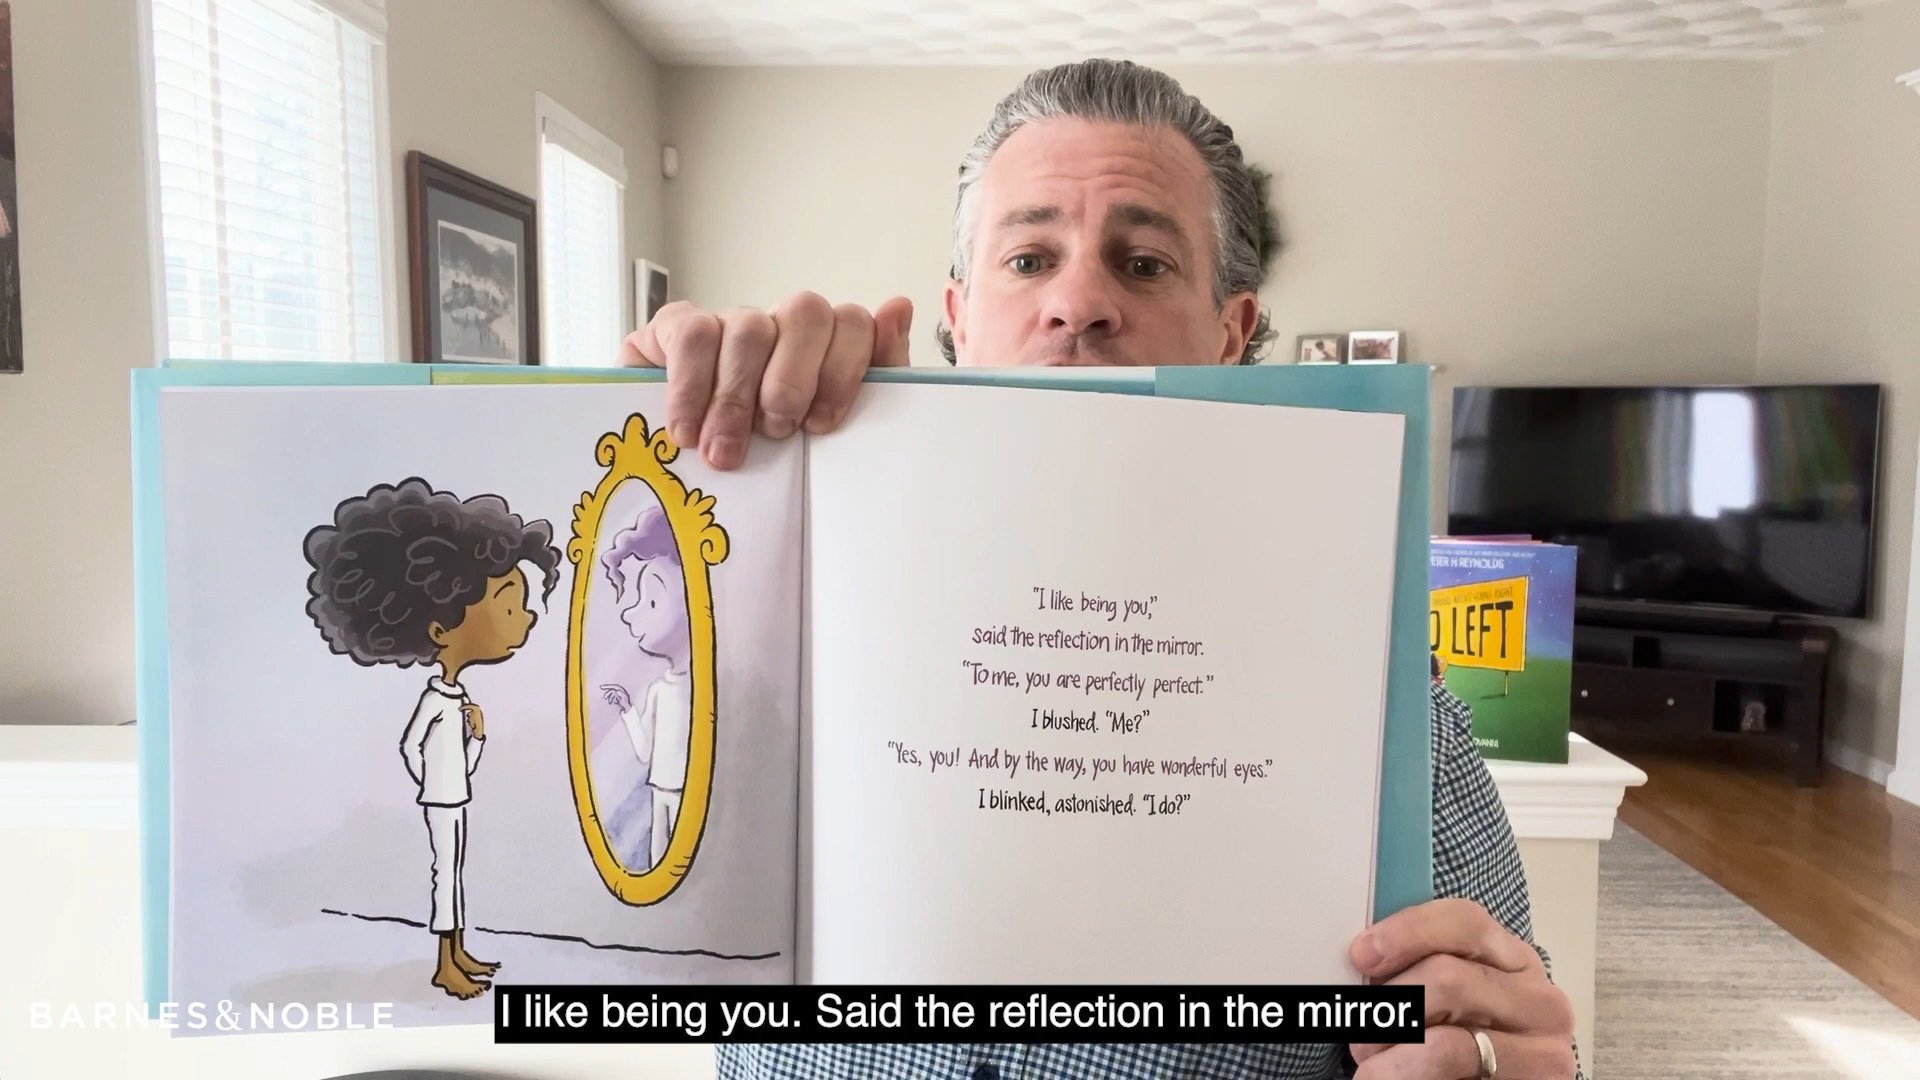 "I like being you,"
said the reflection in the mirror.
"To me, you are perfectly perfect."
I blushed. "Me?"
"Yes, you! And by the way, you have wonderful eyes."
I blinked, astonished. "I do?"
PETER H REYNOLDS
LEFT
BARNES&NOBLE
I like being you. Said the reflection in the mirror.